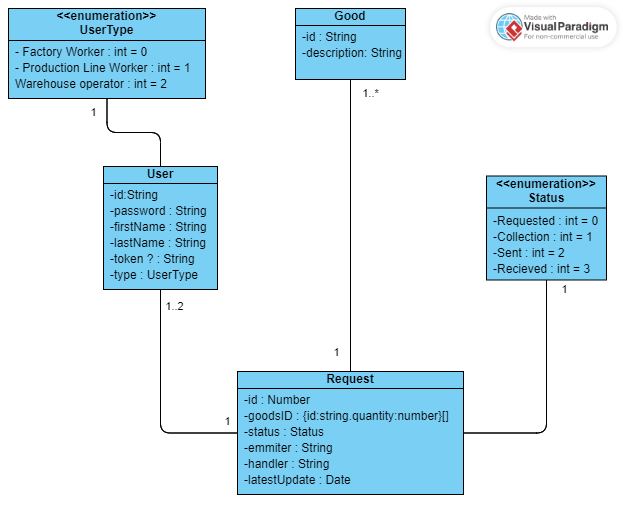 <<enumeration>>
UserType
- Factory Worker : int = 0
- Production Line Worker : int = 1
Warehouse operator : int = 2
1
Good
-id : String
-description: String
1..*
Made with
Visual Paradigm
For non-commercial use
User
-id:String
-password : String
-firstName : String
-lastName : String
-token ? : String
-type : UserType
1..2
<<enumeration>>
Status
-Requested : int = 0
-Collection : int = 1
-Sent : int = 2
-Recieved : int = 3
1
1
1
Request
-id : Number
-goodsID : {id:string.quantity:number}[]
-status : Status
-emmiter : String
-handler : String
-latestUpdate : Date